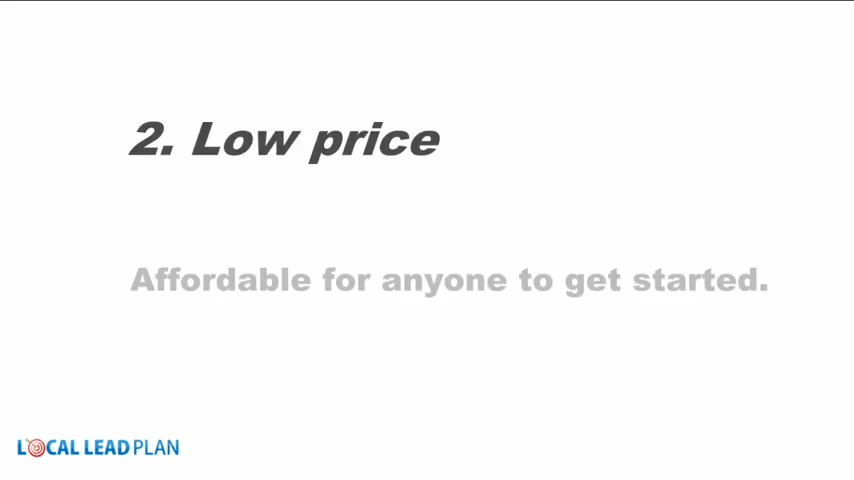 2. Low price
Affordable for anyone to get started.
LOCAL LEAD PLAN